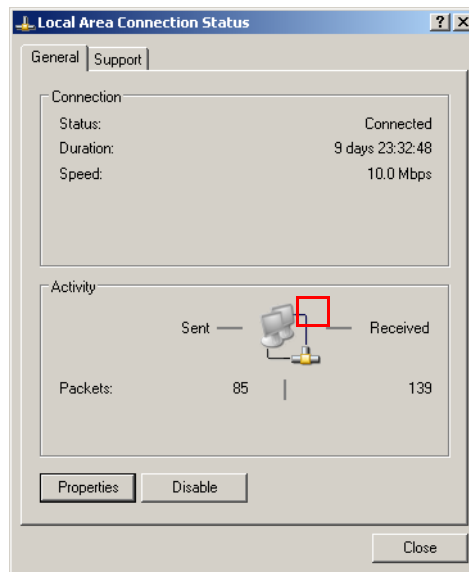 Local Area Connection Status
General Support
Connection
Status: Connected
Duration: 9 days 23:32:48
Speed: 10.0 Mbps
Activity
Sent Received
Packets: 85 139
Properties Disable
Close